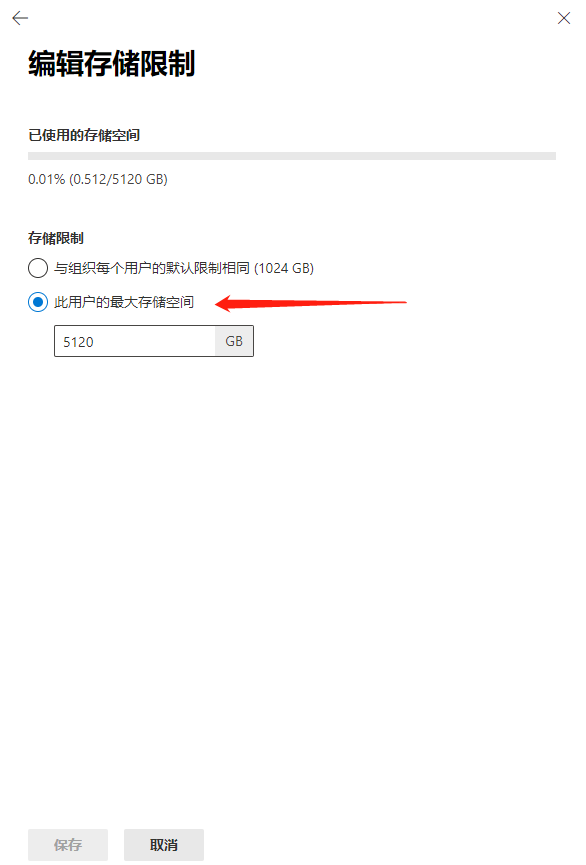 编辑存储限制
已使用的存储空间
0.01% (0.512/5120 GB)
存储限制
与组织每个用户的默认限制相同 (1024 GB)
此用户的最大存储空间
5120 GB
保存 取消